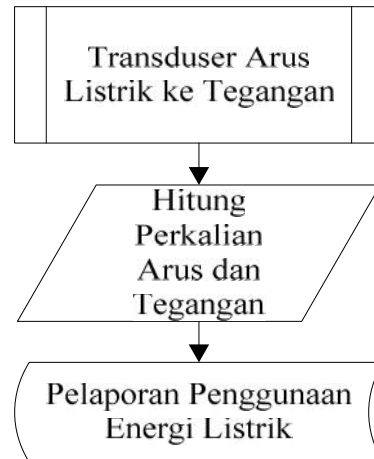 Transduser Arus
Listrik ke Tegangan
Hitung
Perkalian
Arus dan
Tegangan
Pelaporan Penggunaan
Energi Listrik